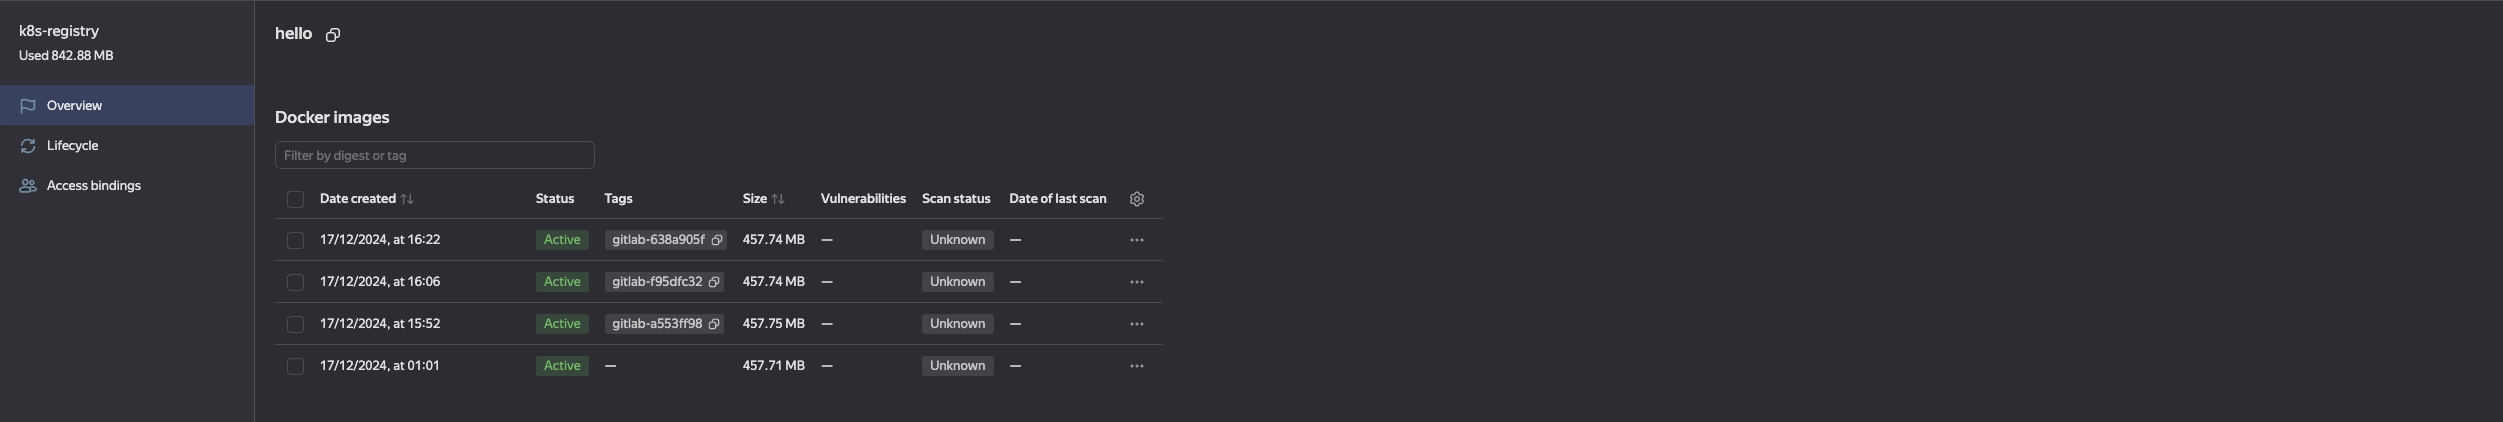 k8s-registry
Used 842.88 MB
Overview
Lifecycle
Access bindings
hello
Docker images
Filter by digest or tag
Date created Status Tags Size Vulnerabilities Scan status Date of last scan
17/12/2024, at 16:22 Active gitlab-638a905f 457.74 MB — Unknown —
17/12/2024, at 16:06 Active gitlab-f95dfc32 457.74 MB — Unknown —
17/12/2024, at 15:52 Active gitlab-a553ff98 457.75 MB — Unknown —
17/12/2024, at 01:01 Active — 457.71 MB — Unknown —